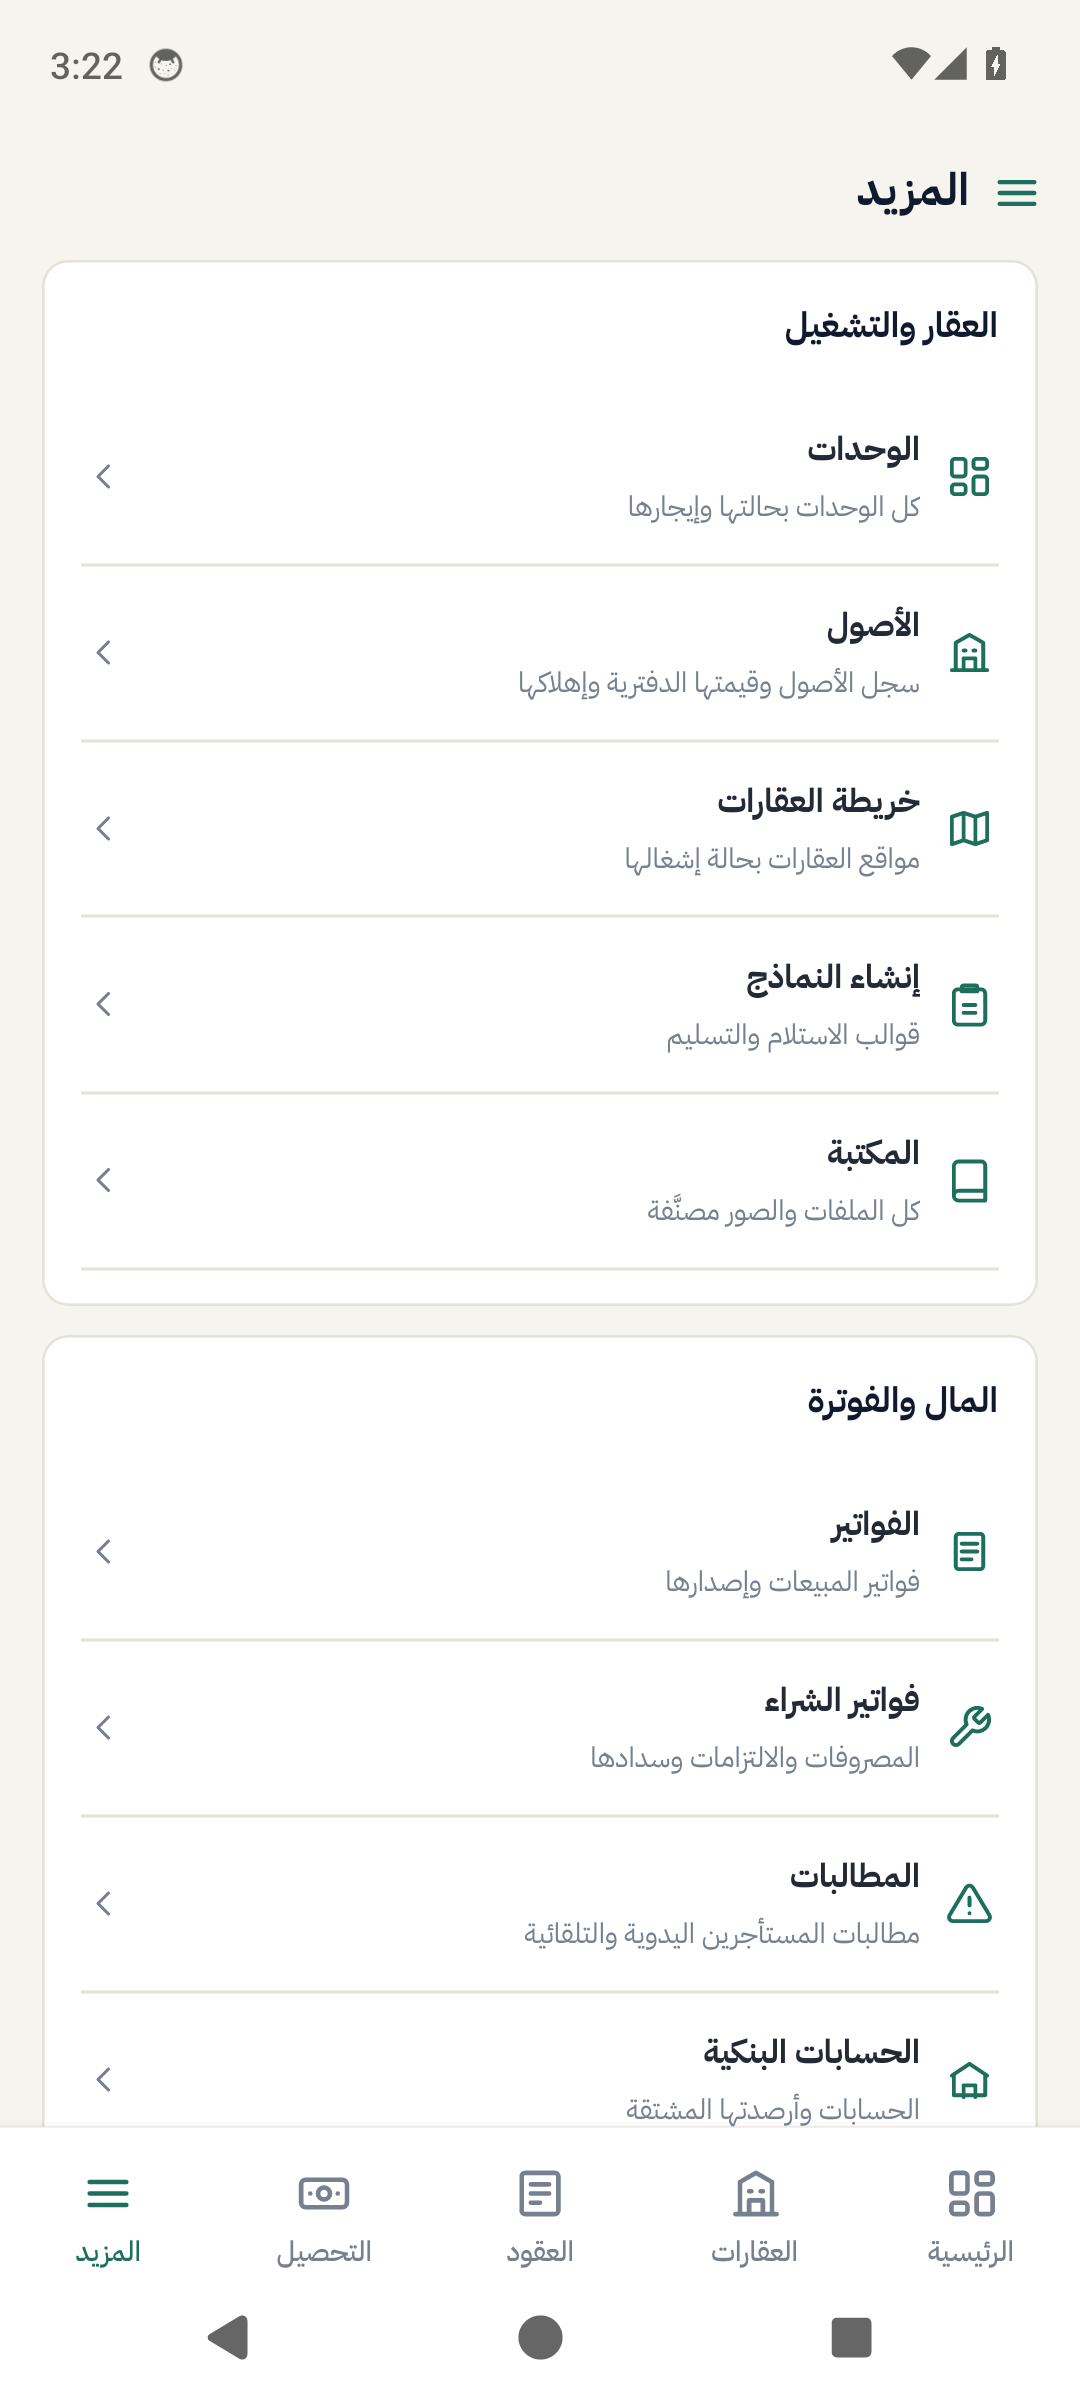 3:22
المزيد
العقار والتشغيل
الوحدات
كل الوحدات بحالتها وإيجارها
الأصول
سجل الأصول وقيمتها الدفترية وإهلاكها
خريطة العقارات
مواقع العقارات بحالة إشغالها
إنشاء النماذج
قوالب الاستلام والتسليم
المكتبة
كل الملفات والصور مصنَّفة
المال والفوترة
الفواتير
فواتير المبيعات وإصدارها
فواتير الشراء
المصروفات والالتزامات وسدادها
المطالبات
مطالبات المستأجرين اليدوية والتلقائية
الحسابات البنكية
الحسابات وأرصدتها المشتقة
الرئيسية
العقارات
العقود
التحصيل
المزيد